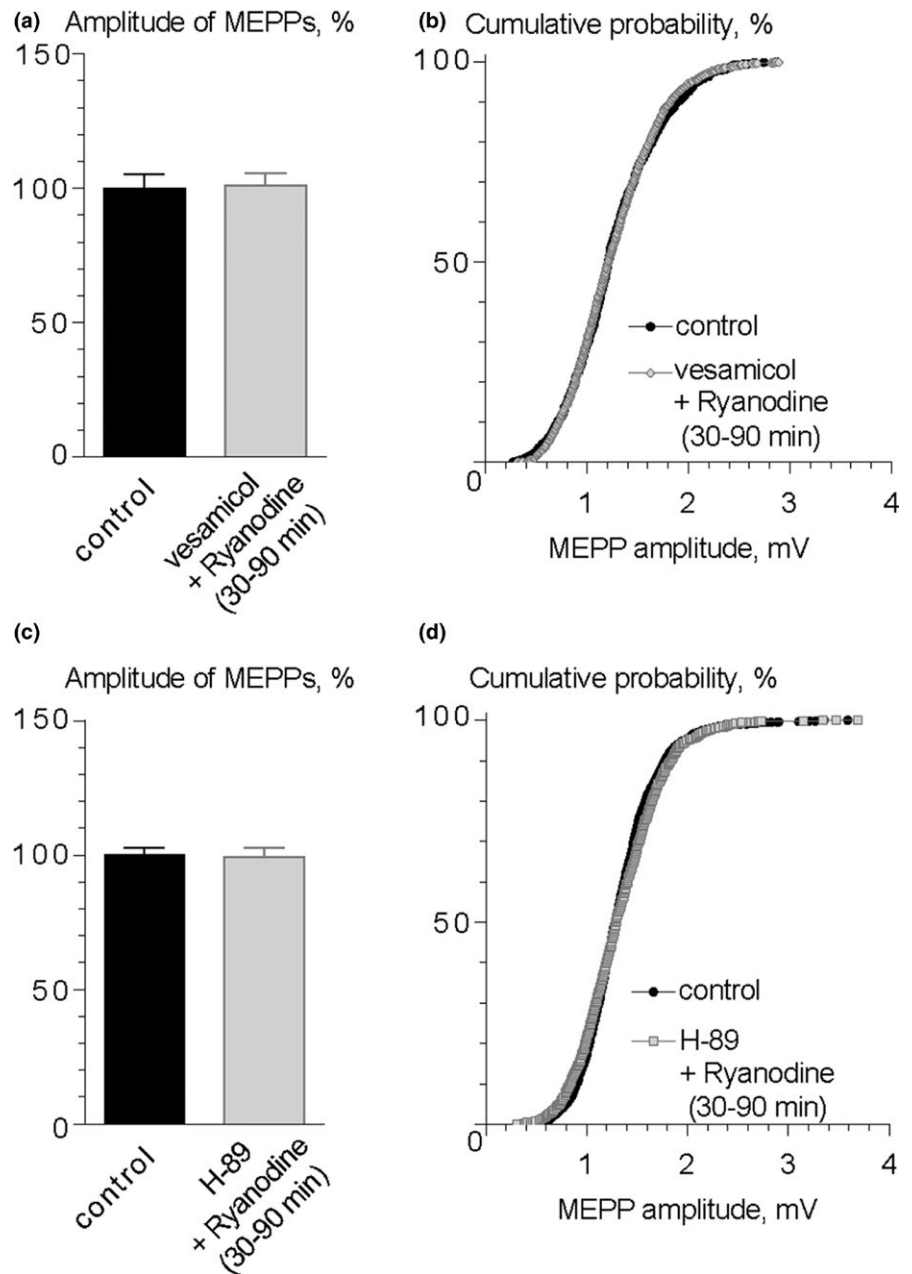 (a)
Amplitude of MEPPs, %
150
100
50
0
control
vesamicol
+ Ryanodine
(30-90 min)
(b)
Cumulative probability, %
100
50
control
vesamicol
+ Ryanodine
(30-90 min)
0
1
2
3
4
MEPP amplitude, mV
(c)
Amplitude of MEPPs, %
150
100
50
0
control
H-89
+ Ryanodine
(30-90 min)
(d)
Cumulative probability, %
100
50
control
H-89
+ Ryanodine
(30-90 min)
0
1
2
3
4
MEPP amplitude, mV